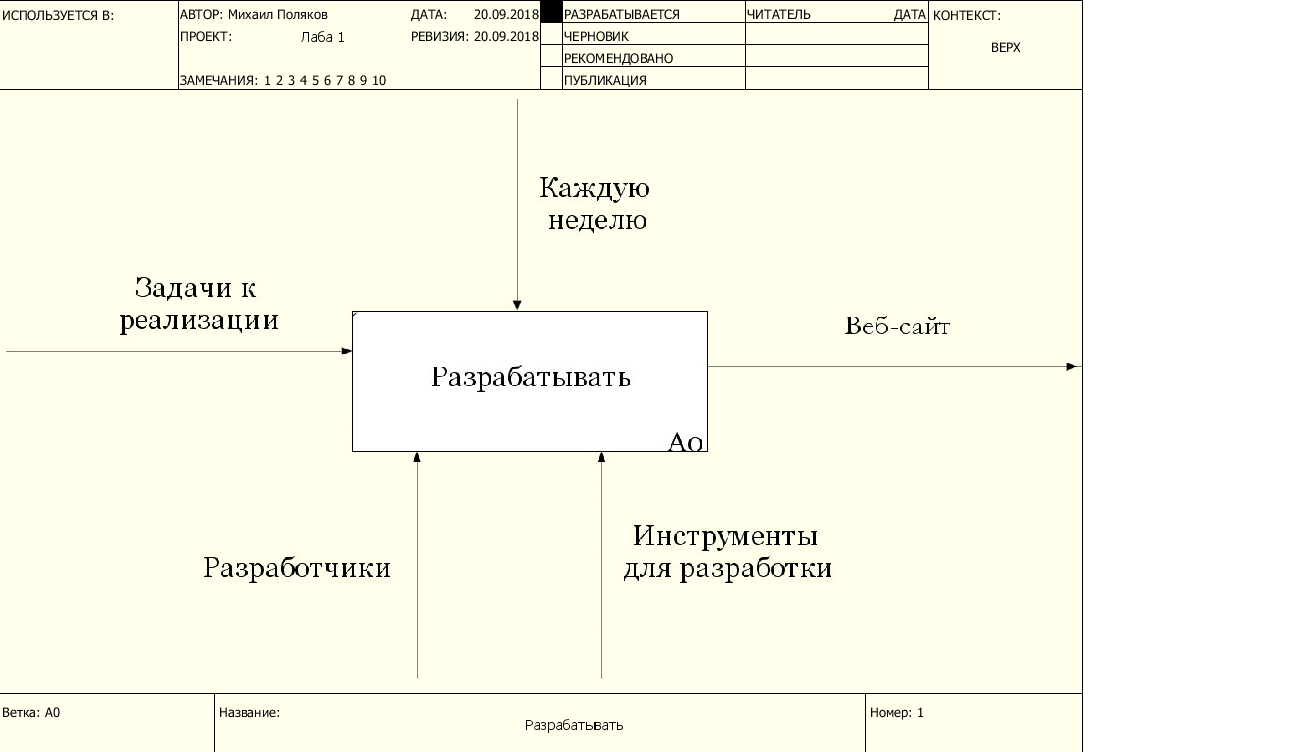 ИСПОЛЬЗУЕТСЯ В:
АВТОР: Михаил Поляков
ДАТА: 20.09.2018
ПРОЕКТ: Лаба 1
РЕВИЗИЯ: 20.09.2018
ЗАМЕЧАНИЯ: 1 2 3 4 5 6 7 8 9 10
РАЗРАБАТЫВАЕТСЯ
ЧЕРНОВИК
РЕКОМЕНДОВАНО
ПУБЛИКАЦИЯ
ЧИТАТЕЛЬ ДАТА
КОНТЕКСТ:
ВЕРХ
Каждую
неделю
Задачи к
реализации
Веб-сайт
Разрабатывать
A0
Разработчики
Инструменты
для разработки
Ветка: A0
Название:
Разрабатывать
Номер: 1